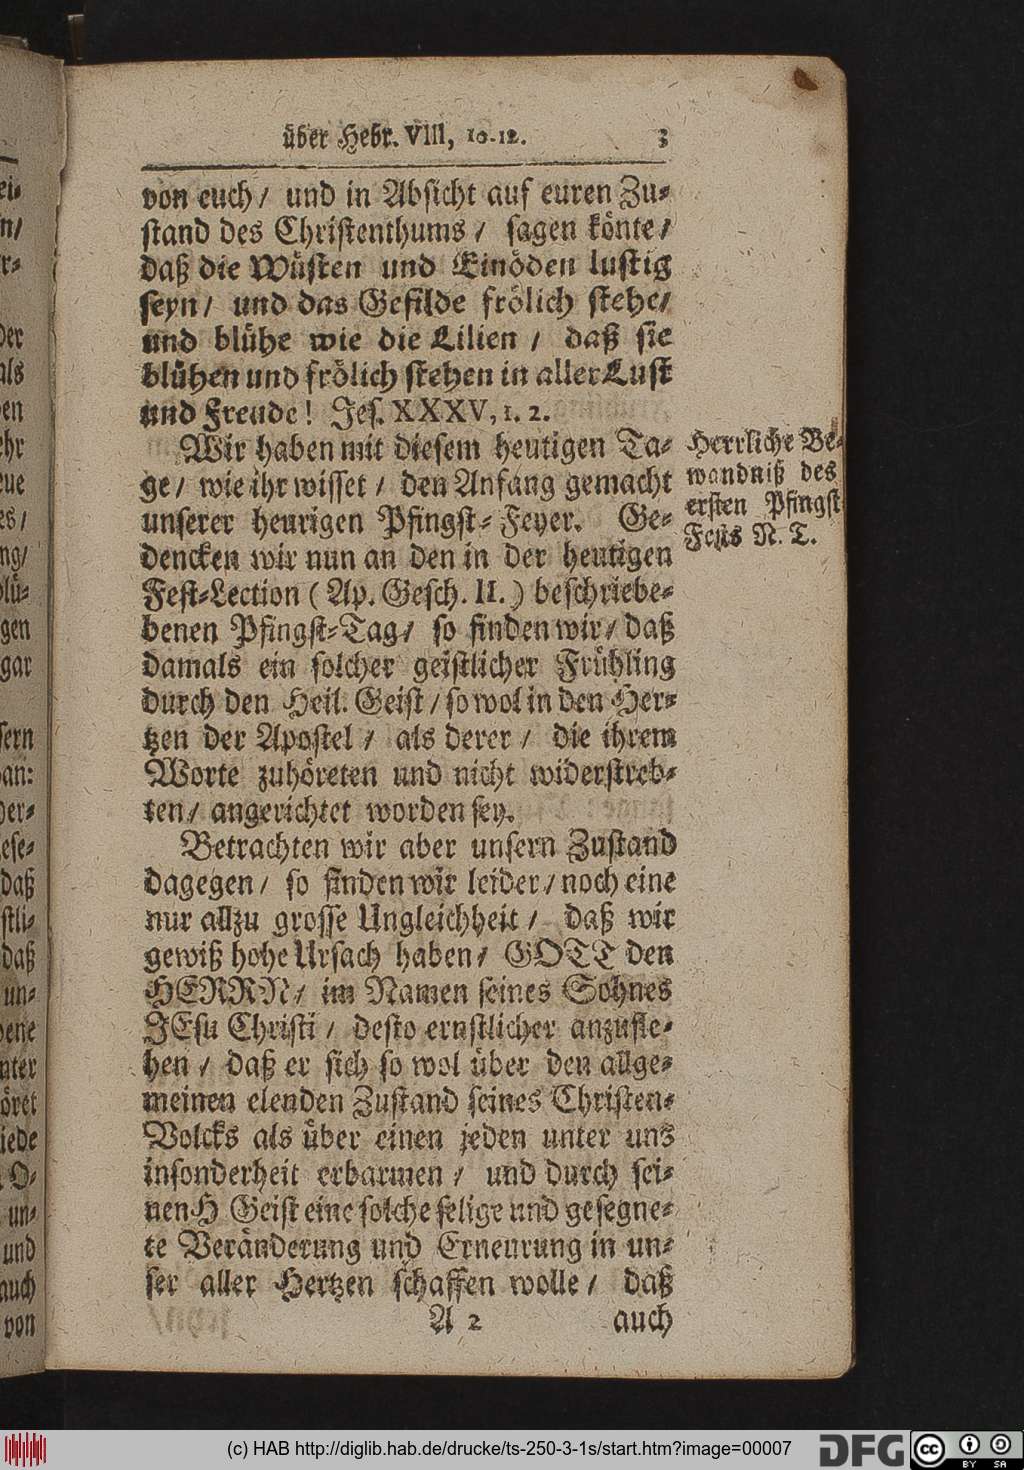 über Hebr. VIII, 10-12. 3
von euch/ und in Absicht auf euren Zu-
stand des Christenthums/ sagen könte/
daß die Wüsten und Einöden lustig
seyn/ und das Gefilde frölich stehe/
und blühe wie die Lilien/ daß sie
blühen und frölich stehen in aller Lust
und Freude! Jes. XXXV, 1. 2.
Wir haben mit diesem heutigen Ta-
ge/ wie ihr wisset/ den Anfang gemacht
unserer heurigen Pfingst-Feyer. Ge-
dencken wir nun an den in der heutigen
Fest-Lection (Ap. Gesch. II.) beschriebe-
benen Pfingst-Tag/ so finden wir/ daß
damals ein solcher geistlicher Frühling
durch den Heil. Geist/ so wol in den Her-
tzen der Apostel/ als derer/ die ihrem
Worte zuhöreten und nicht widerstreb-
ten/ angerichtet worden sey.
Herrliche Be-
wandniß des
ersten Pfingst
Fests N. T.
Betrachten wir aber unsern Zustand
dagegen/ so finden wir leider/ noch eine
nur allzu grosse Ungleichheit/ daß wir
gewiß hohe Ursach haben/ GOTT den
HERRN/ im Namen seines Sohnes
JEsu Christi/ desto ernstlicher anzufle-
hen/ daß er sich so wol über den allge-
meinen elenden Zustand seines Christen-
Volcks als über einen jeden unter uns
insonderheit erbarmen/ und durch sei-
nen H Geist eine solche selige und gesegne-
te Veränderung und Erneurung in un-
ser aller Hertzen schaffen wolle/ daß
A 2 auch
(c) HAB http://diglib.hab.de/drucke/ts-250-3-1s/start.htm?image=00007
DFG
cc BY SA